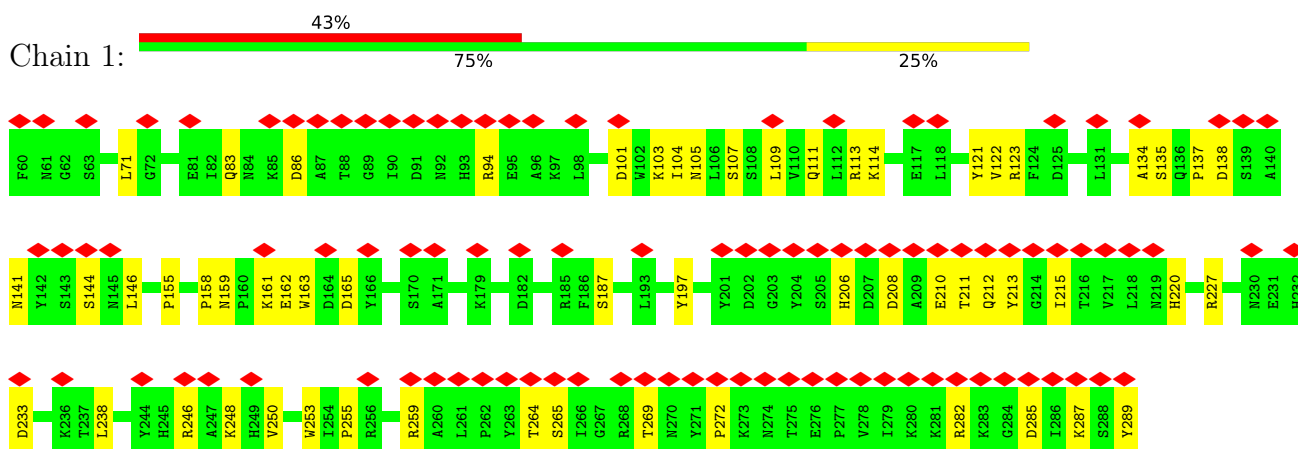 43%
Chain 1:
75% 25%
F60 N61 G62 S63 L71 G72 E81 I82 Q83 N84 K85 D86 A87 T88 G89 I90 D91 N92 H93 R94 E95 A96 K97 L98 D101 W102 K103 I104 N105 L106 S107 S108 L109 V110 Q111 L112 R113 K114 E117 L118 Y121 V122 R123 F124 D125 L131 A134 S135 Q136 P137 D138 S139 A140
N141 Y142 S143 S144 N145 L146 P155 P158 N159 P160 K161 E162 W163 D164 D165 Y166 S170 A171 K179 D182 R185 F186 S187 L193 Y197 Y201 D202 G203 Y204 S205 H206 D207 D208 A209 E210 T211 Q212 Y213 G214 I215 T216 V217 L218 N219 H220 R227 N230 E231 H232
D233 K236 T237 L238 Y244 H245 R246 A247 K248 H249 V250 W253 I254 P255 R256 R259 A260 L261 P262 Y263 T264 S265 I266 G267 R268 T269 N270 Y271 P272 K273 N274 T275 E276 P277 V278 I279 K280 K281 R282 K283 G284 D285 I286 K287 S288 Y289